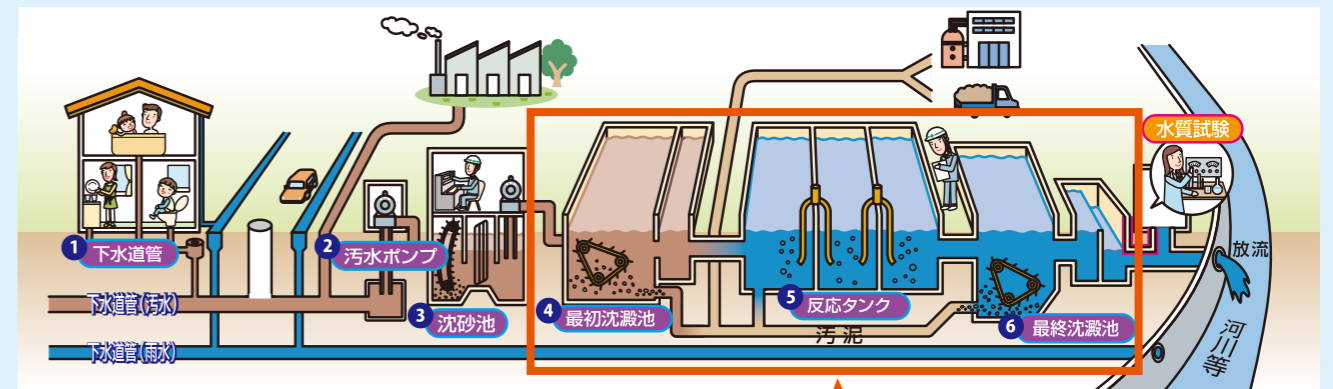 水質試験
1 下水道管
2 汚水ポンプ
3 沈砂池
4 最初沈澱池
5 反応タンク
6 最終沈澱池
汚泥
放流
河川等
下水道管(汚水)
下水道管(雨水)